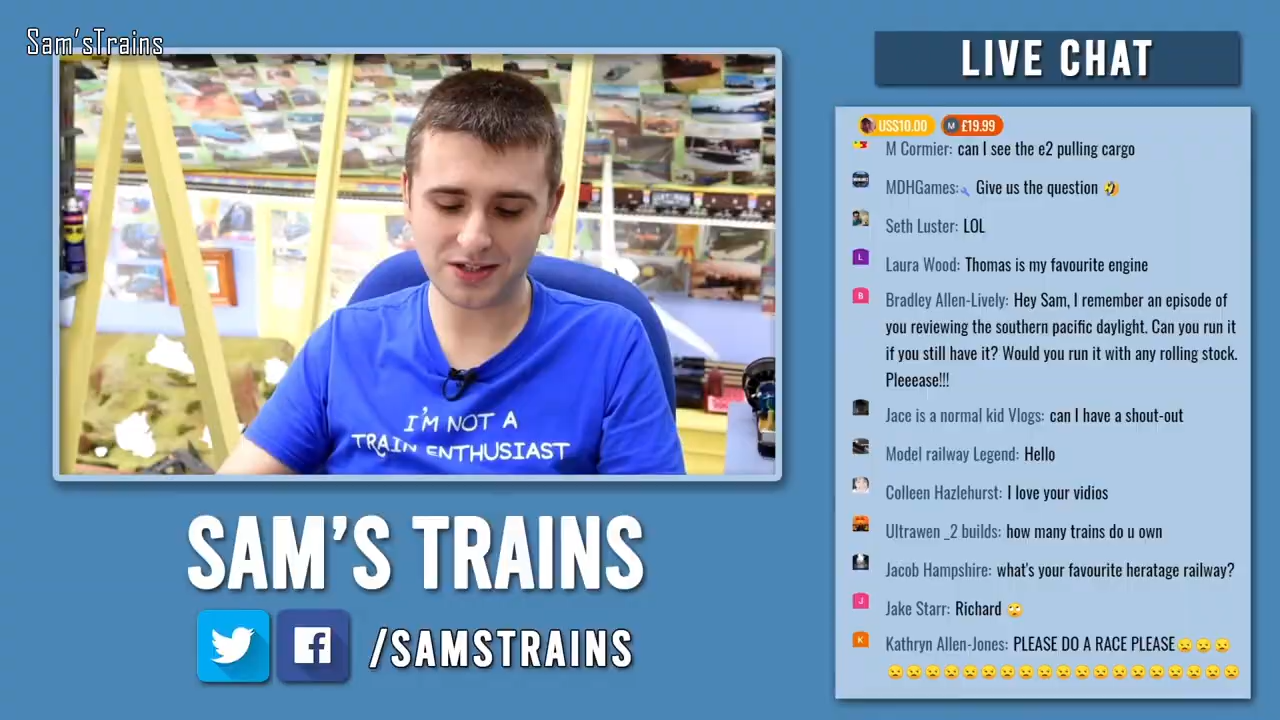 Sam'sTrains
I'M NOT A
TRAIN ENTHUSIAST
SAM'S TRAINS
/SAMSTRAINS
LIVE CHAT
US$10.00 M £19.99
M Cormier: can I see the e2 pulling cargo
MDHGames: Give us the question 🤣
Seth Luster: LOL
L Laura Wood: Thomas is my favourite engine
B Bradley Allen-Lively: Hey Sam, I remember an episode of
you reviewing the southern pacific daylight. Can you run it
if you still have it? Would you run it with any rolling stock.
Pleeease!!!
Jace is a normal kid Vlogs: can I have a shout-out
Model railway Legend: Hello
Colleen Hazlehurst: I love your vidios
Ultrawen _2 builds: how many trains do u own
Jacob Hampshire: what's your favourite heratage railway?
J Jake Starr: Richard 🙄
K Kathryn Allen-Jones: PLEASE DO A RACE PLEASE😒😒😒
😒😒😒😒😒😒😒😒😒😒😒😒😒😒😒😒😒😒😒